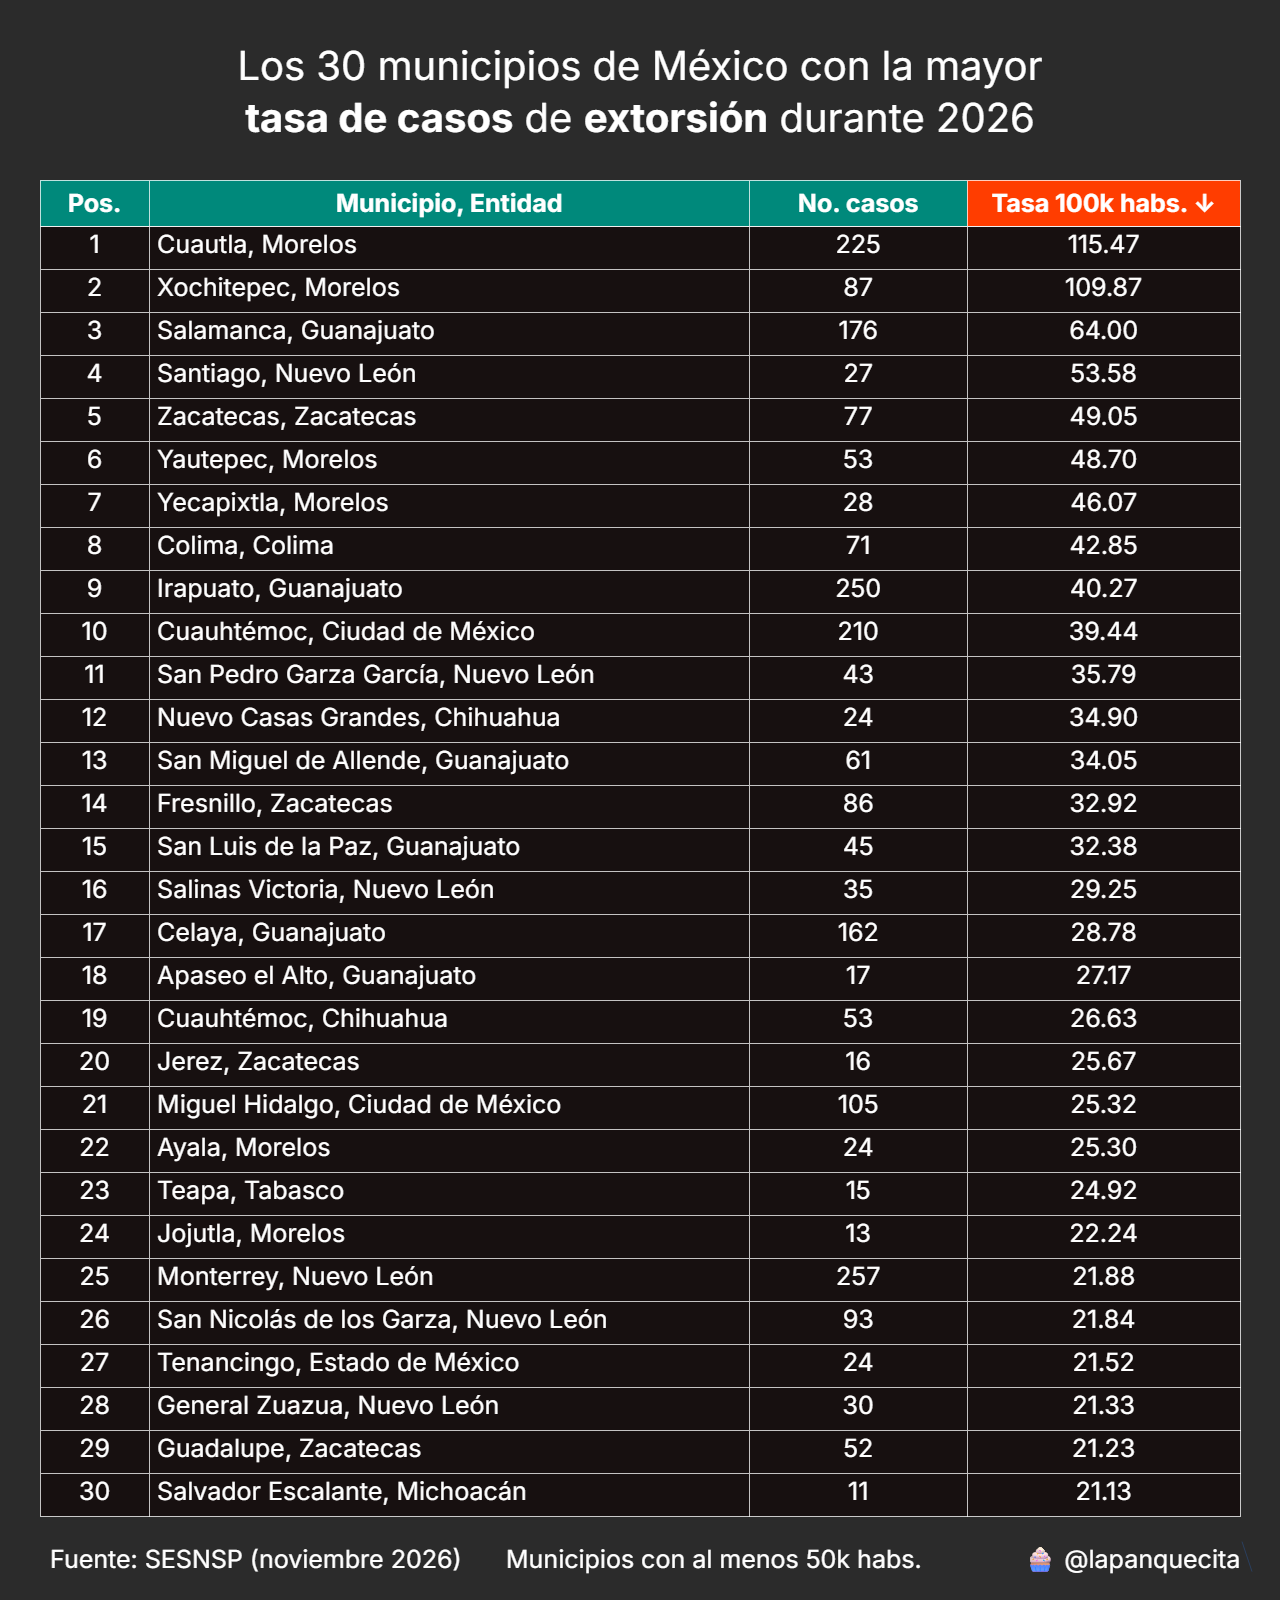 Los 30 municipios de México con la mayor
tasa de casos de extorsión durante 2026
Pos. Municipio, Entidad No. casos Tasa 100k habs. ↓
1 Cuautla, Morelos 225 115.47
2 Xochitepec, Morelos 87 109.87
3 Salamanca, Guanajuato 176 64.00
4 Santiago, Nuevo León 27 53.58
5 Zacatecas, Zacatecas 77 49.05
6 Yautepec, Morelos 53 48.70
7 Yecapixtla, Morelos 28 46.07
8 Colima, Colima 71 42.85
9 Irapuato, Guanajuato 250 40.27
10 Cuauhtémoc, Ciudad de México 210 39.44
11 San Pedro Garza García, Nuevo León 43 35.79
12 Nuevo Casas Grandes, Chihuahua 24 34.90
13 San Miguel de Allende, Guanajuato 61 34.05
14 Fresnillo, Zacatecas 86 32.92
15 San Luis de la Paz, Guanajuato 45 32.38
16 Salinas Victoria, Nuevo León 35 29.25
17 Celaya, Guanajuato 162 28.78
18 Apaseo el Alto, Guanajuato 17 27.17
19 Cuauhtémoc, Chihuahua 53 26.63
20 Jerez, Zacatecas 16 25.67
21 Miguel Hidalgo, Ciudad de México 105 25.32
22 Ayala, Morelos 24 25.30
23 Teapa, Tabasco 15 24.92
24 Jojutla, Morelos 13 22.24
25 Monterrey, Nuevo León 257 21.88
26 San Nicolás de los Garza, Nuevo León 93 21.84
27 Tenancingo, Estado de México 24 21.52
28 General Zuazua, Nuevo León 30 21.33
29 Guadalupe, Zacatecas 52 21.23
30 Salvador Escalante, Michoacán 11 21.13
Fuente: SESNSP (noviembre 2026) Municipios con al menos 50k habs. 🧁 @lapanquecita